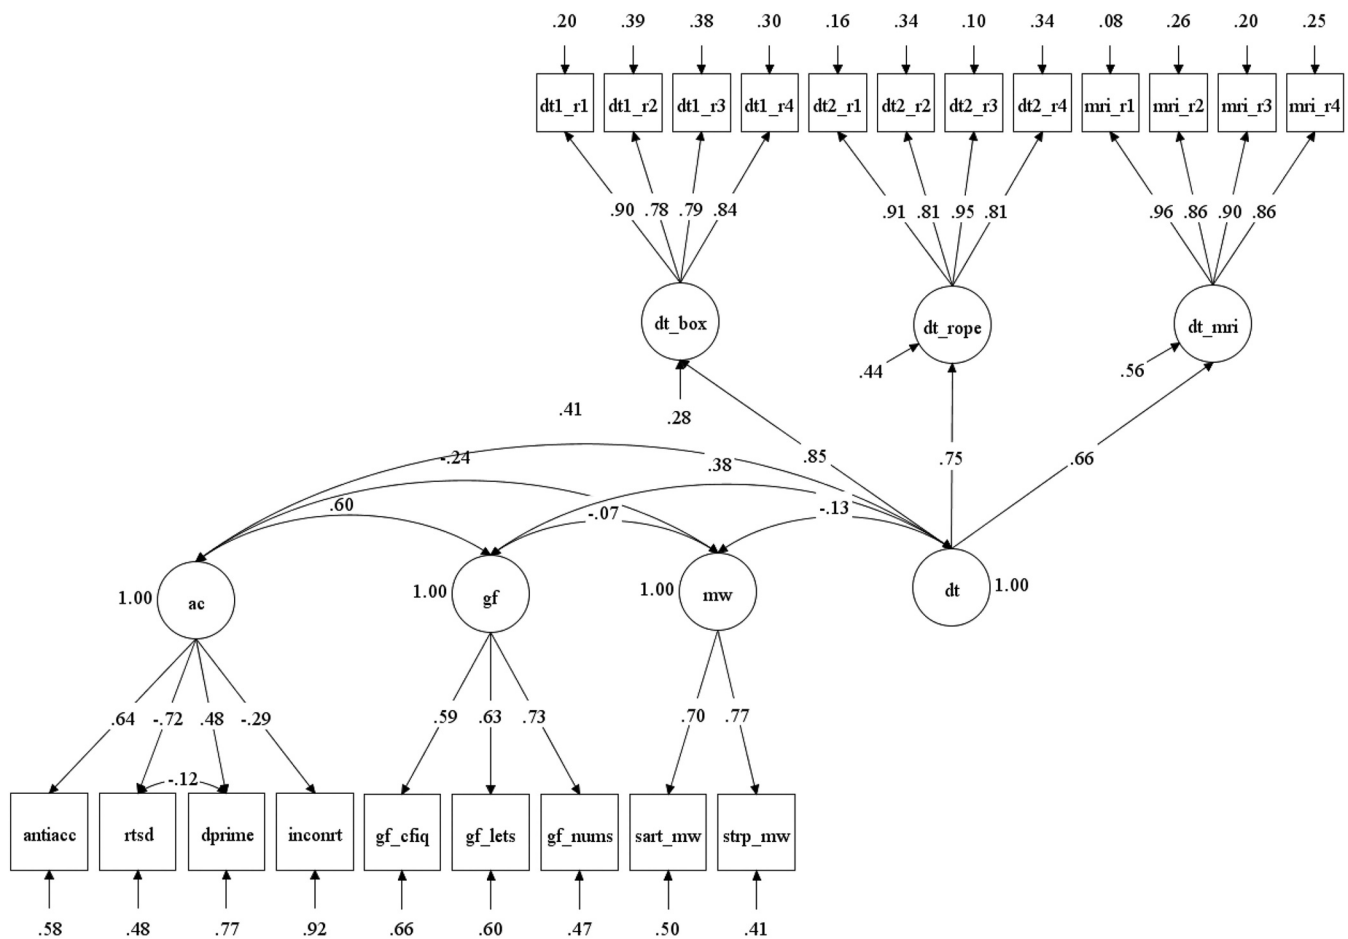 .20 .39 .38 .30 .16 .34 .10 .34 .08 .26 .20 .25
dt1_r1 dt1_r2 dt1_r3 dt1_r4 dt2_r1 dt2_r2 dt2_r3 dt2_r4 mri_r1 mri_r2 mri_r3 mri_r4
.90 .78 .79 .84 .91 .81 .95 .81 .96 .86 .90 .86
dt_box dt_rope dt_mri
.44 .56
.41 .28
-.24 .38 .85 .75 .66
.60 -.07 -.13
1.00 ac 1.00 gf 1.00 mw dt 1.00
.64 -.72 .48 -.29 .59 .63 .73 .70 .77
-.12
antiacc rtsd dprime inconrt gf_cfiq gf_lets gf_nums sart_mw strp_mw
.58 .48 .77 .92 .66 .60 .47 .50 .41